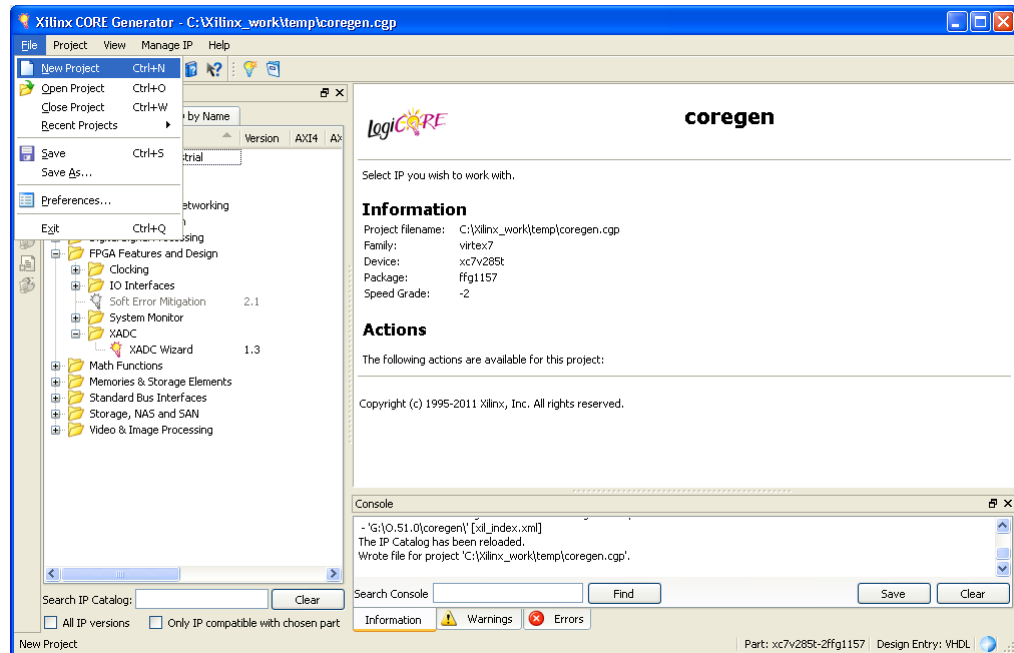 Xilinx CORE Generator - C:\Xilinx_work\temp\coregen.cgp
File Project View Manage IP Help
New Project Ctrl+N
Open Project Ctrl+O
Close Project Ctrl+W
Recent Projects
Save Ctrl+S
Save As...
Preferences...
Exit Ctrl+Q
by Name
Version AXI4
strial
etworking
FPGA Features and Design
Clocking
IO Interfaces
Soft Error Mitigation 2.1
System Monitor
XADC
XADC Wizard 1.3
Math Functions
Memories & Storage Elements
Standard Bus Interfaces
Storage, NAS and SAN
Video & Image Processing
Search IP Catalog: Clear
All IP versions Only IP compatible with chosen part
logiCORE
coregen
Select IP you wish to work with.
Information
Project filename: C:\Xilinx_work\temp\coregen.cgp
Family: virtex7
Device: xc7v285t
Package: ffg1157
Speed Grade: -2
Actions
The following actions are available for this project:
Copyright (c) 1995-2011 Xilinx, Inc. All rights reserved.
Console
- 'G:\O.51.0\coregen\' [xil_index.xml]
The IP Catalog has been reloaded.
Wrote file for project 'C:\Xilinx_work\temp\coregen.cgp'.
Search Console Find Save Clear
Information Warnings Errors
New Project Part: xc7v285t-2ffg1157 Design Entry: VHDL